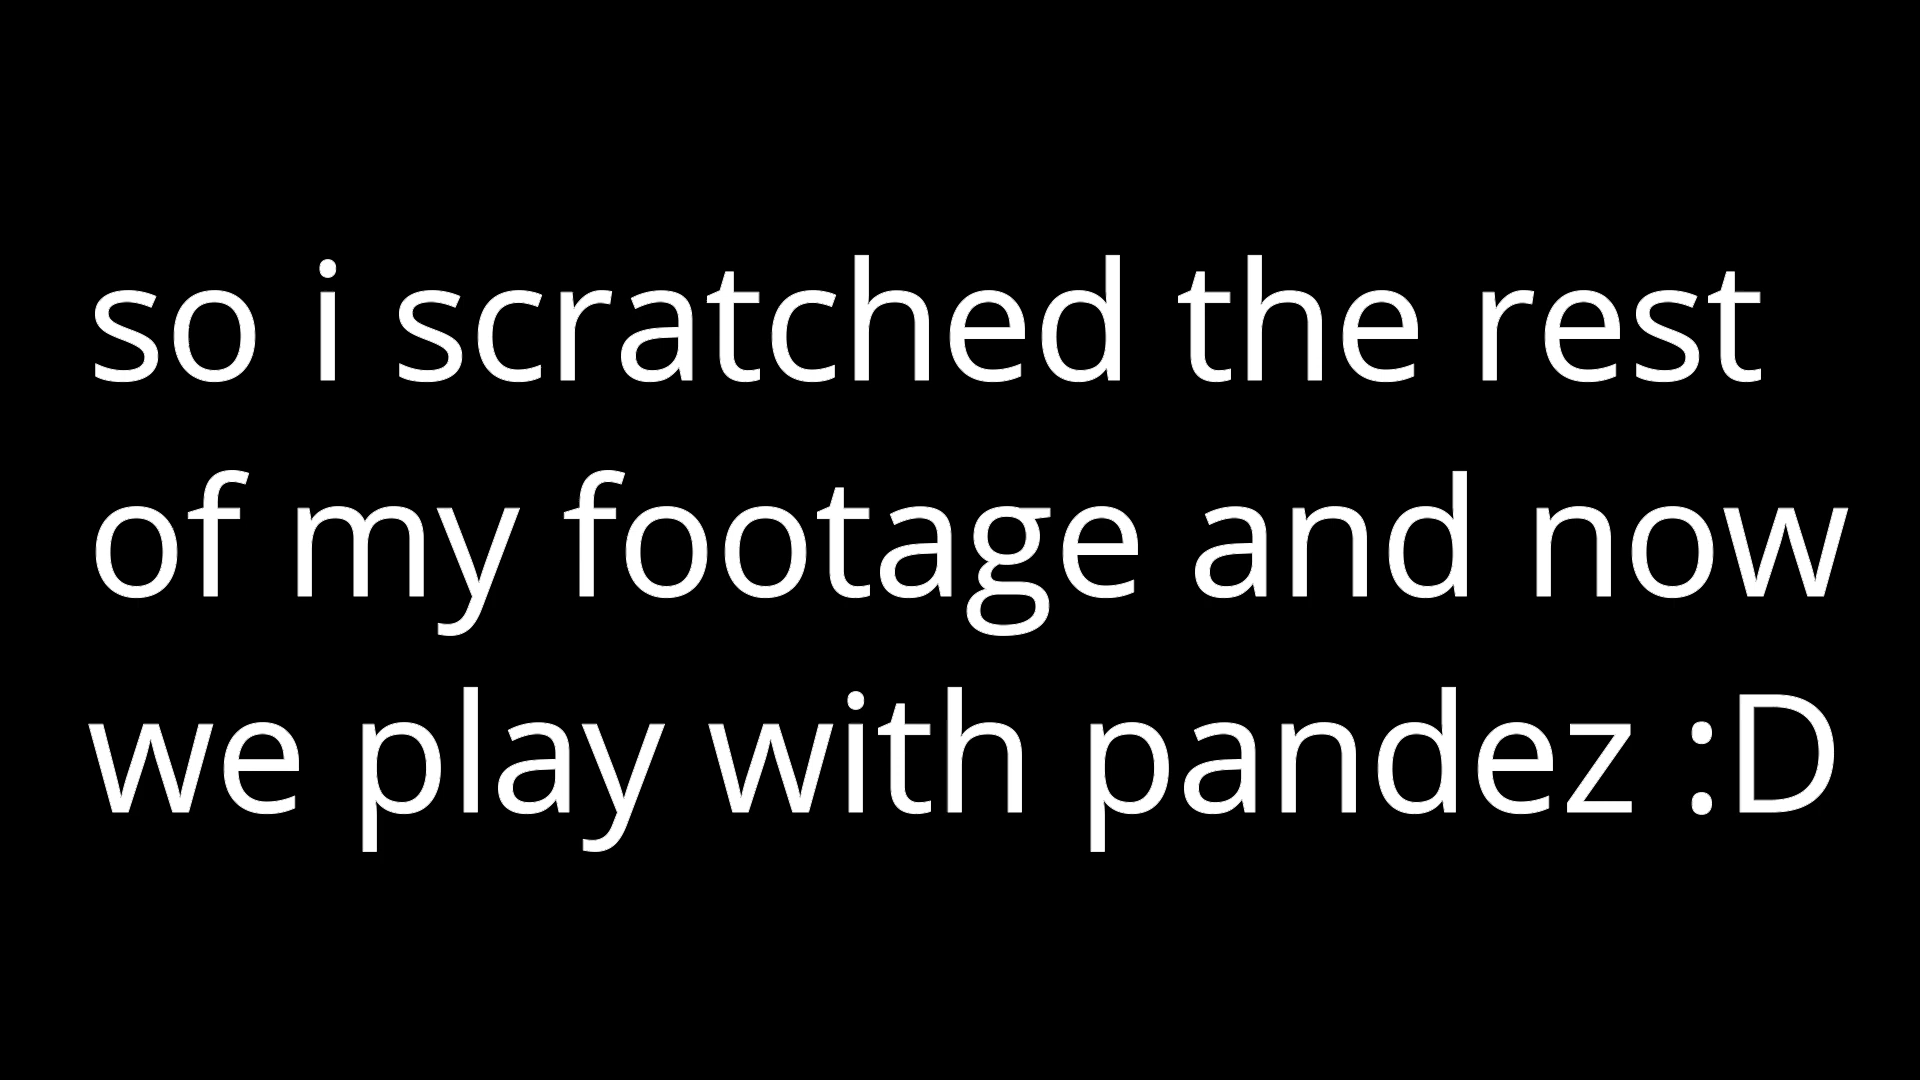 so i scratched the rest
of my footage and now
we play with pandez :D